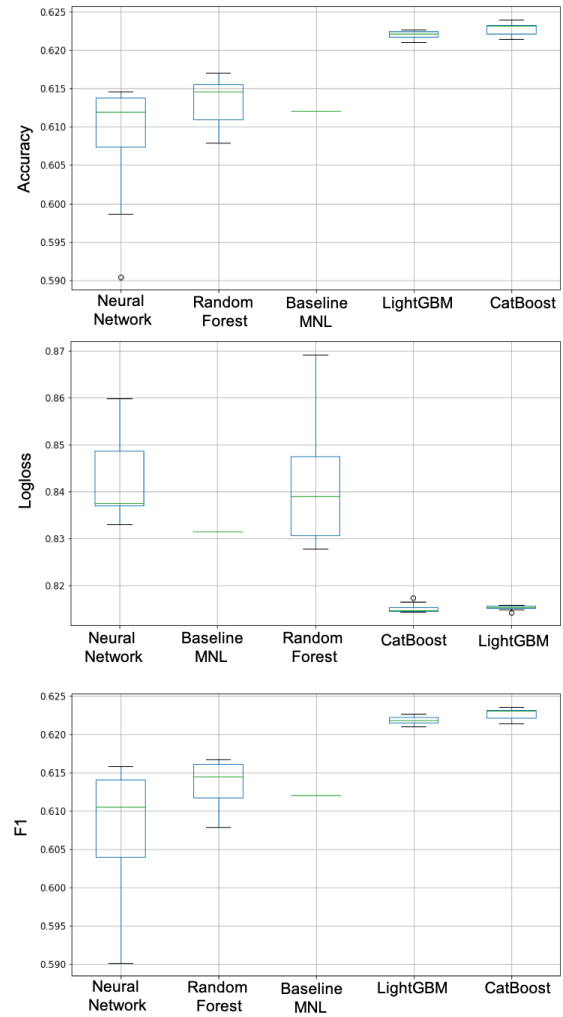 0.625
0.620
0.615
0.610
0.605
0.600
0.595
0.590
Accuracy
Neural
Network
Random
Forest
Baseline
MNL
LightGBM
CatBoost
0.87
0.86
0.85
0.84
0.83
0.82
Logloss
Neural
Network
Baseline
MNL
Random
Forest
CatBoost
LightGBM
0.625
0.620
0.615
0.610
0.605
0.600
0.595
0.590
F1
Neural
Network
Random
Forest
Baseline
MNL
LightGBM
CatBoost